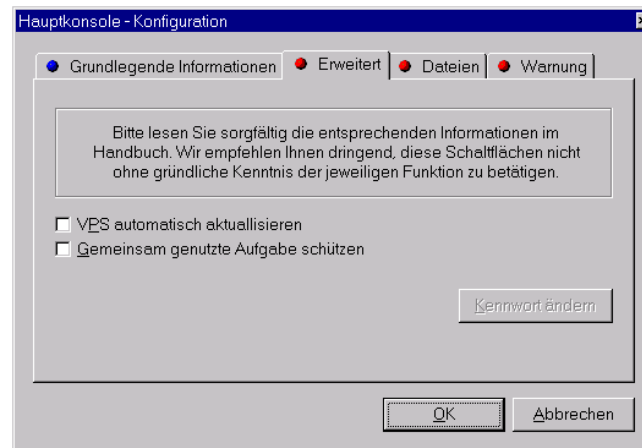 Hauptkonsole - Konfiguration
Grundlegende Informationen Erweitert Dateien Warnung
Bitte lesen Sie sorgfältig die entsprechenden Informationen im
Handbuch. Wir empfehlen Ihnen dringend, diese Schaltflächen nicht
ohne gründliche Kenntnis der jeweiligen Funktion zu betätigen.
VPS automatisch aktuallisieren
Gemeinsam genutzte Aufgabe schützen
Kennwort ändern
OK Abbrechen